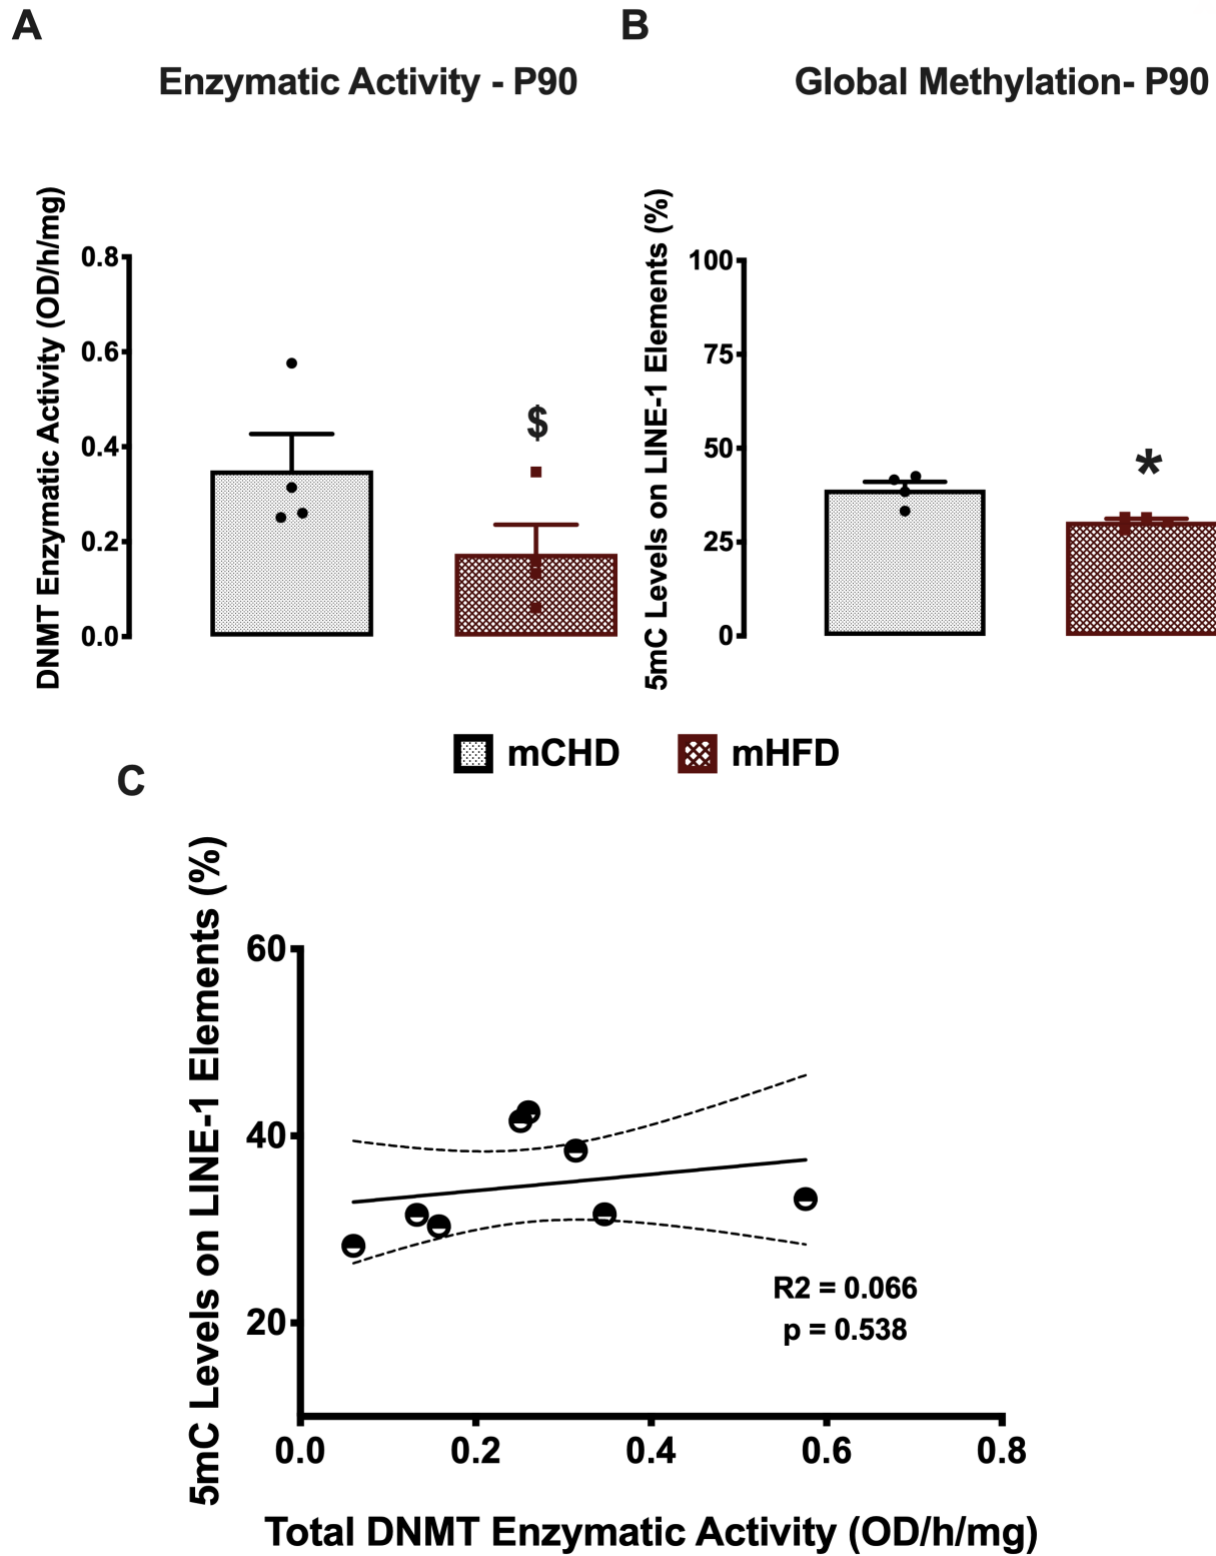 A
B
Enzymatic Activity - P90
Global Methylation- P90
DNMT Enzymatic Activity (OD/h/mg)
0.8
0.6
0.4
0.2
0.0
$
5mC Levels on LINE-1 Elements (%)
100
75
50
25
0
*
mCHD
mHFD
C
5mC Levels on LINE-1 Elements (%)
60
40
20
R2 = 0.066
p = 0.538
0.0 0.2 0.4 0.6 0.8
Total DNMT Enzymatic Activity (OD/h/mg)